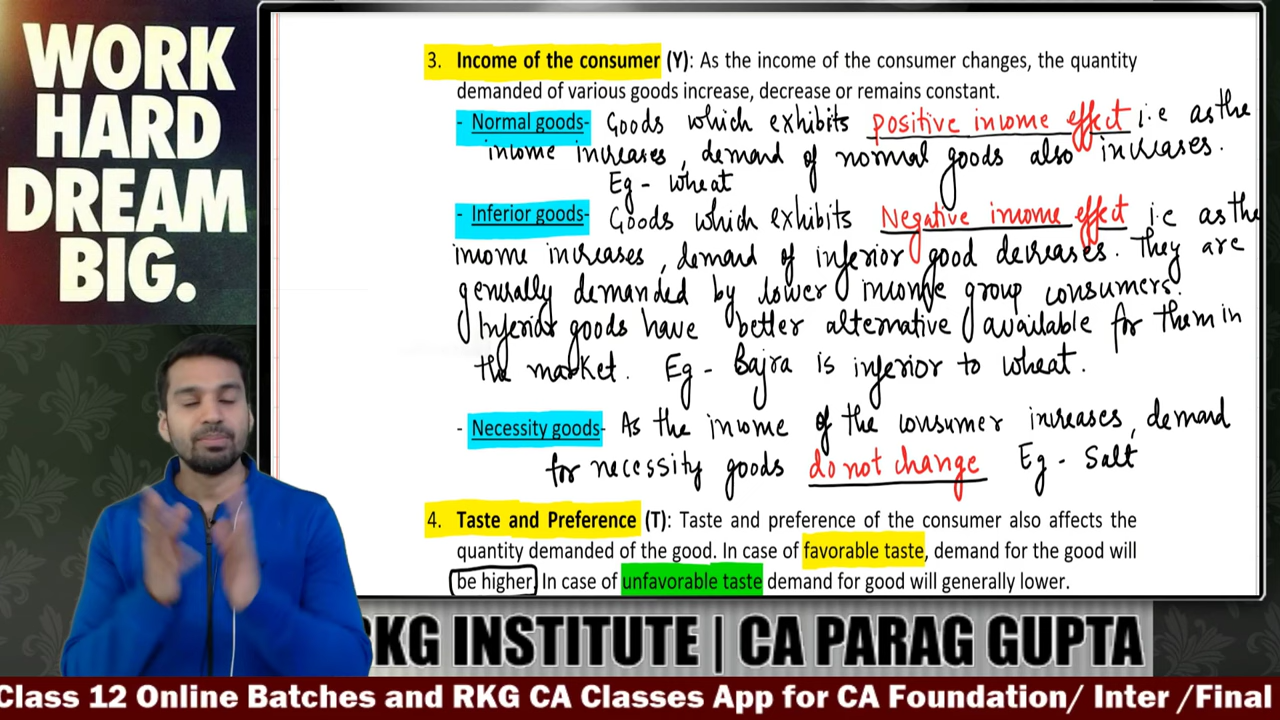 WORK
HARD
DREAM
BIG.
3. Income of the consumer (Y): As the income of the consumer changes, the quantity
demanded of various goods increase, decrease or remains constant.
- Normal goods- Goods which exhibits positive income effect i.e as the
income increases, demand of normal goods also increases.
Eg - wheat
- Inferior goods- Goods which exhibits Negative income effect i.e as the
income increases, demand of inferior good decreases. They are
generally demanded by lower income group consumers.
Inferior goods have better alternative available for them in
the market. Eg - Bajra is inferior to wheat.
- Necessity goods- As the income of the consumer increases, demand
for necessity goods do not change Eg - Salt
4. Taste and Preference (T): Taste and preference of the consumer also affects the
quantity demanded of the good. In case of favorable taste, demand for the good will
be higher. In case of unfavorable taste demand for good will generally lower.
RKG INSTITUTE | CA PARAG GUPTA
Class 12 Online Batches and RKG CA Classes App for CA Foundation/ Inter /Final